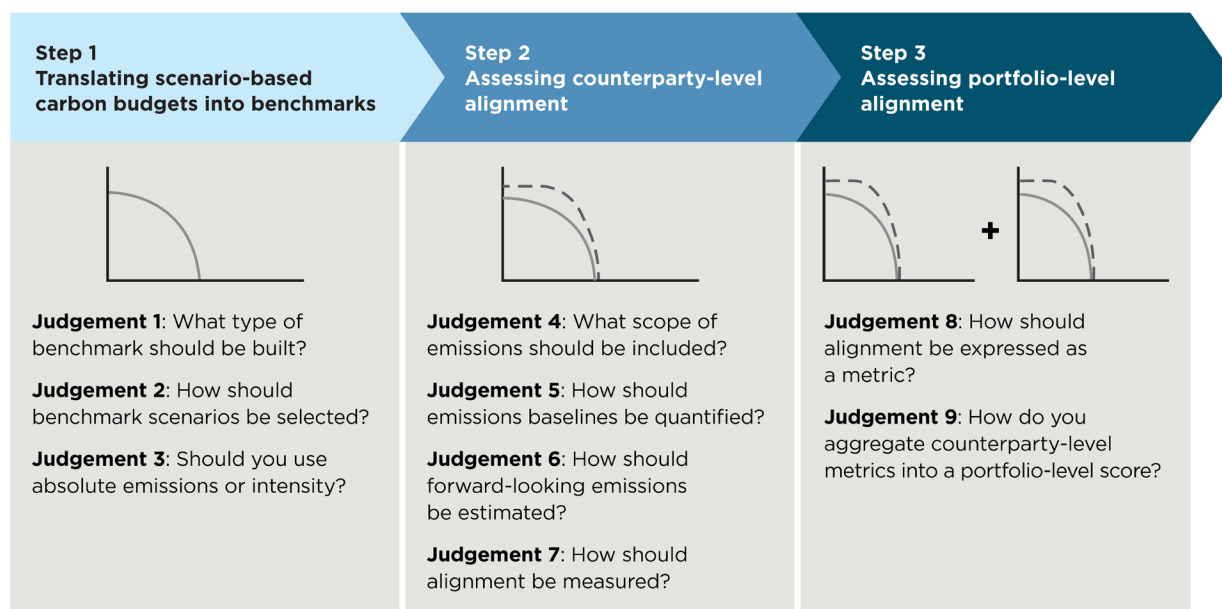 Step 1
Translating scenario-based
carbon budgets into benchmarks
Step 2
Assessing counterparty-level
alignment
Step 3
Assessing portfolio-level
alignment
+
Judgement 1: What type of
benchmark should be built?
Judgement 2: How should
benchmark scenarios be selected?
Judgement 3: Should you use
absolute emissions or intensity?
Judgement 4: What scope of
emissions should be included?
Judgement 5: How should
emissions baselines be quantified?
Judgement 6: How should
forward-looking emissions
be estimated?
Judgement 7: How should
alignment be measured?
Judgement 8: How should
alignment be expressed as
a metric?
Judgement 9: How do you
aggregate counterparty-level
metrics into a portfolio-level score?